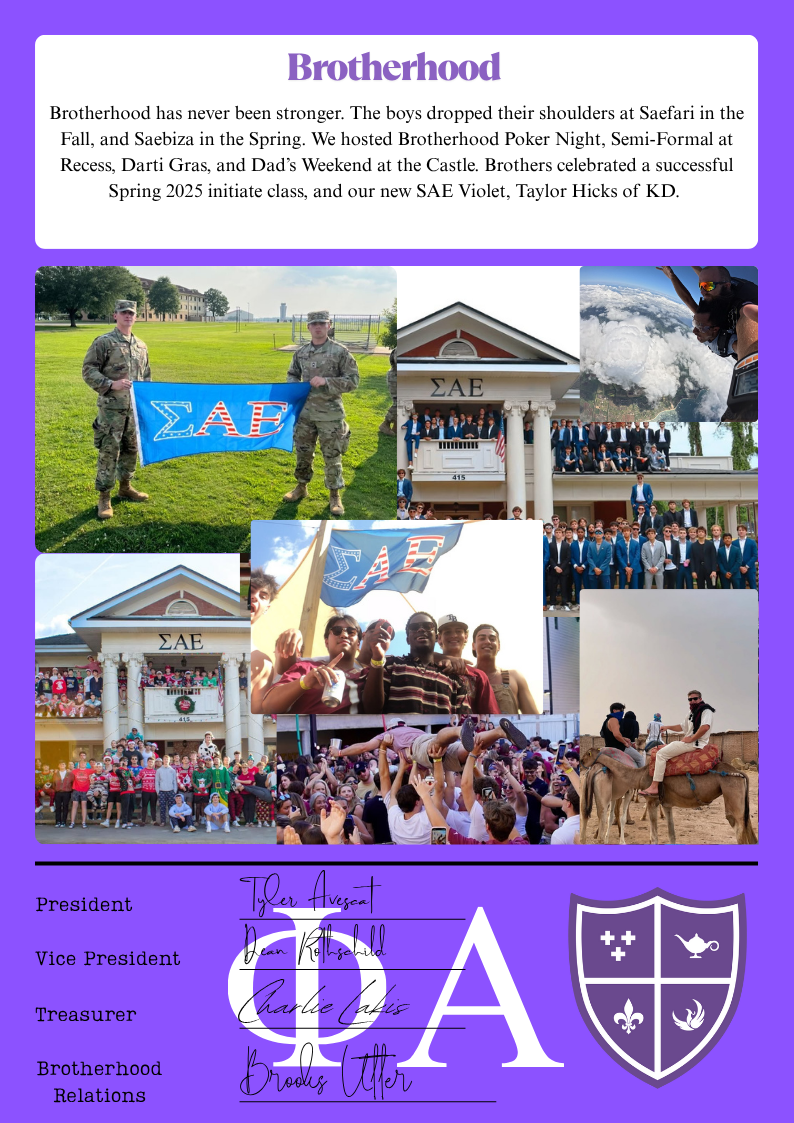 Brotherhood
Brotherhood has never been stronger. The boys dropped their shoulders at Saefari in the
Fall, and Saebiza in the Spring. We hosted Brotherhood Poker Night, Semi-Formal at
Recess, Darti Gras, and Dad's Weekend at the Castle. Brothers celebrated a successful
Spring 2025 initiate class, and our new SAE Violet, Taylor Hicks of KD.
ΣΑΕ
ΣΑΕ
415
ΣΑΕ
ΣΑΕ
415
President Tyler Avescat
Vice President Dean Rothschild
Treasurer Charlie Lakis
Brotherhood
Relations Brooks Utter
ΦΑ